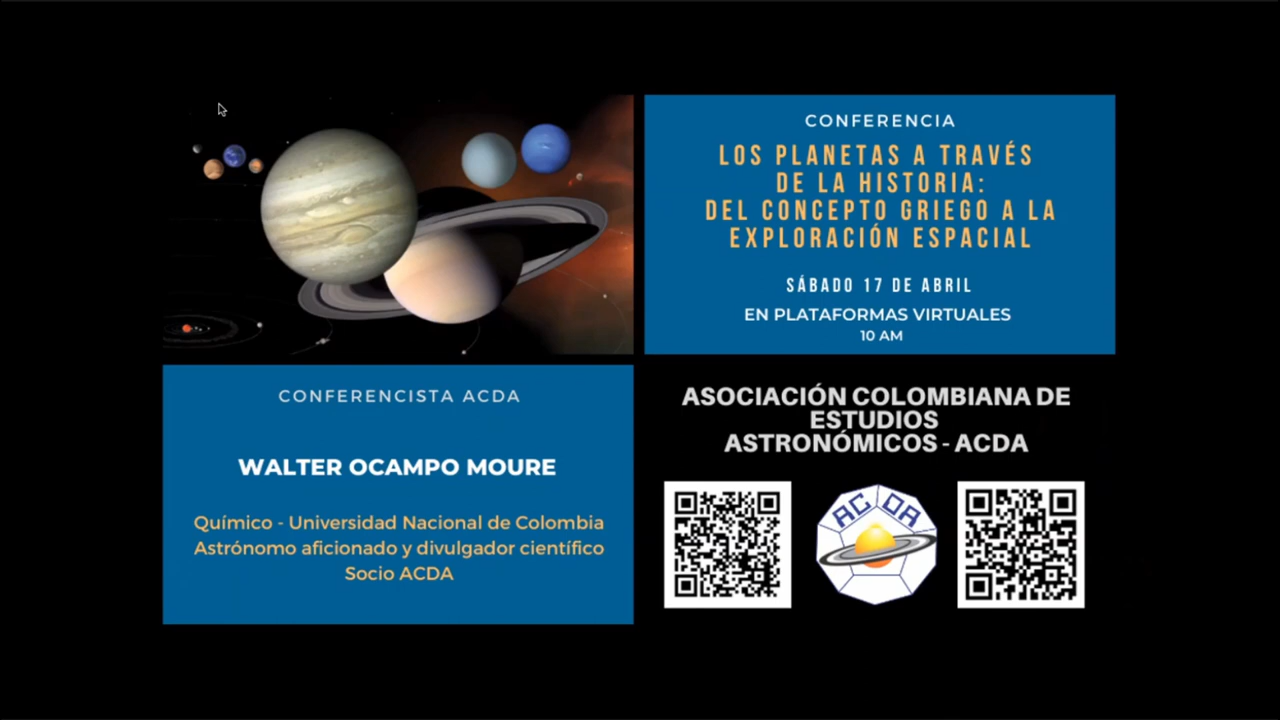 CONFERENCIA
LOS PLANETAS A TRAVÉS
DE LA HISTORIA:
DEL CONCEPTO GRIEGO A LA
EXPLORACIÓN ESPACIAL
SÁBADO 17 DE ABRIL
EN PLATAFORMAS VIRTUALES
10 AM
CONFERENCISTA ACDA
WALTER OCAMPO MOURE
Químico - Universidad Nacional de Colombia
Astrónomo aficionado y divulgador científico
Socio ACDA
ASOCIACIÓN COLOMBIANA DE
ESTUDIOS
ASTRONÓMICOS - ACDA
ACDA